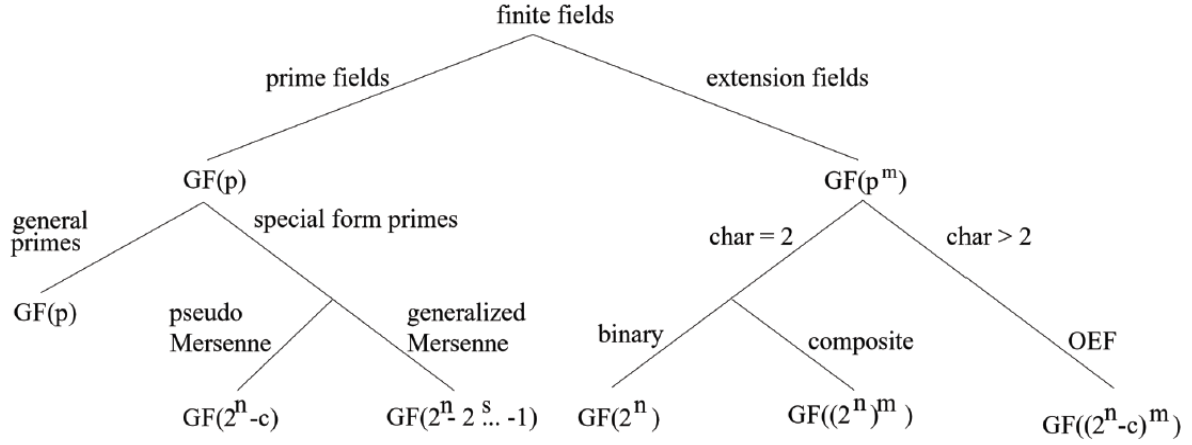 finite fields
prime fields
extension fields
GF(p)
GF(p^m)
general
primes
special form primes
char = 2
char > 2
GF(p)
pseudo
Mersenne
generalized
Mersenne
binary
composite
OEF
GF(2^n-c)
GF(2^n- 2^s... -1)
GF(2^n)
GF((2^n)^m)
GF((2^n-c)^m)